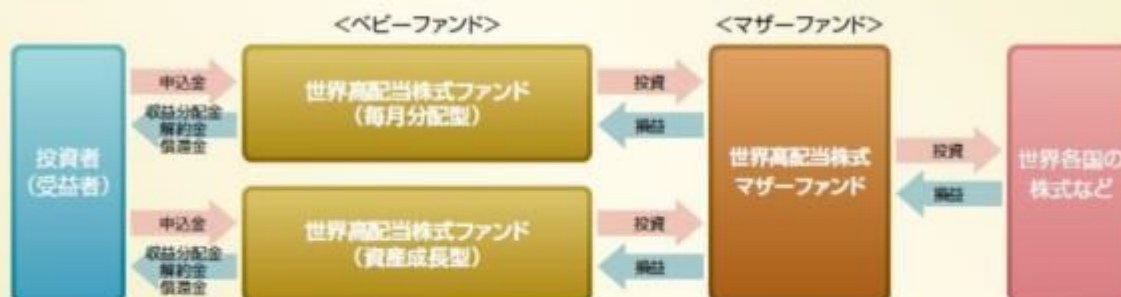 <ベビーファンド>
<マザーファンド>
投資者
(受益者)
申込金
収益分配金
解約金
償還金
世界高配当株式ファンド
(毎月分配型)
投資
損益
申込金
収益分配金
解約金
償還金
世界高配当株式ファンド
(資産成長型)
投資
損益
世界高配当株式
マザーファンド
投資
損益
世界各国の
株式など